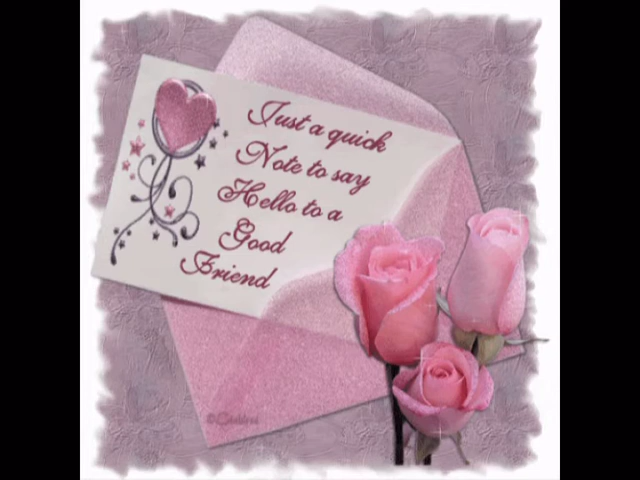 Just a quick
Note to say
Hello to a
Good
Friend